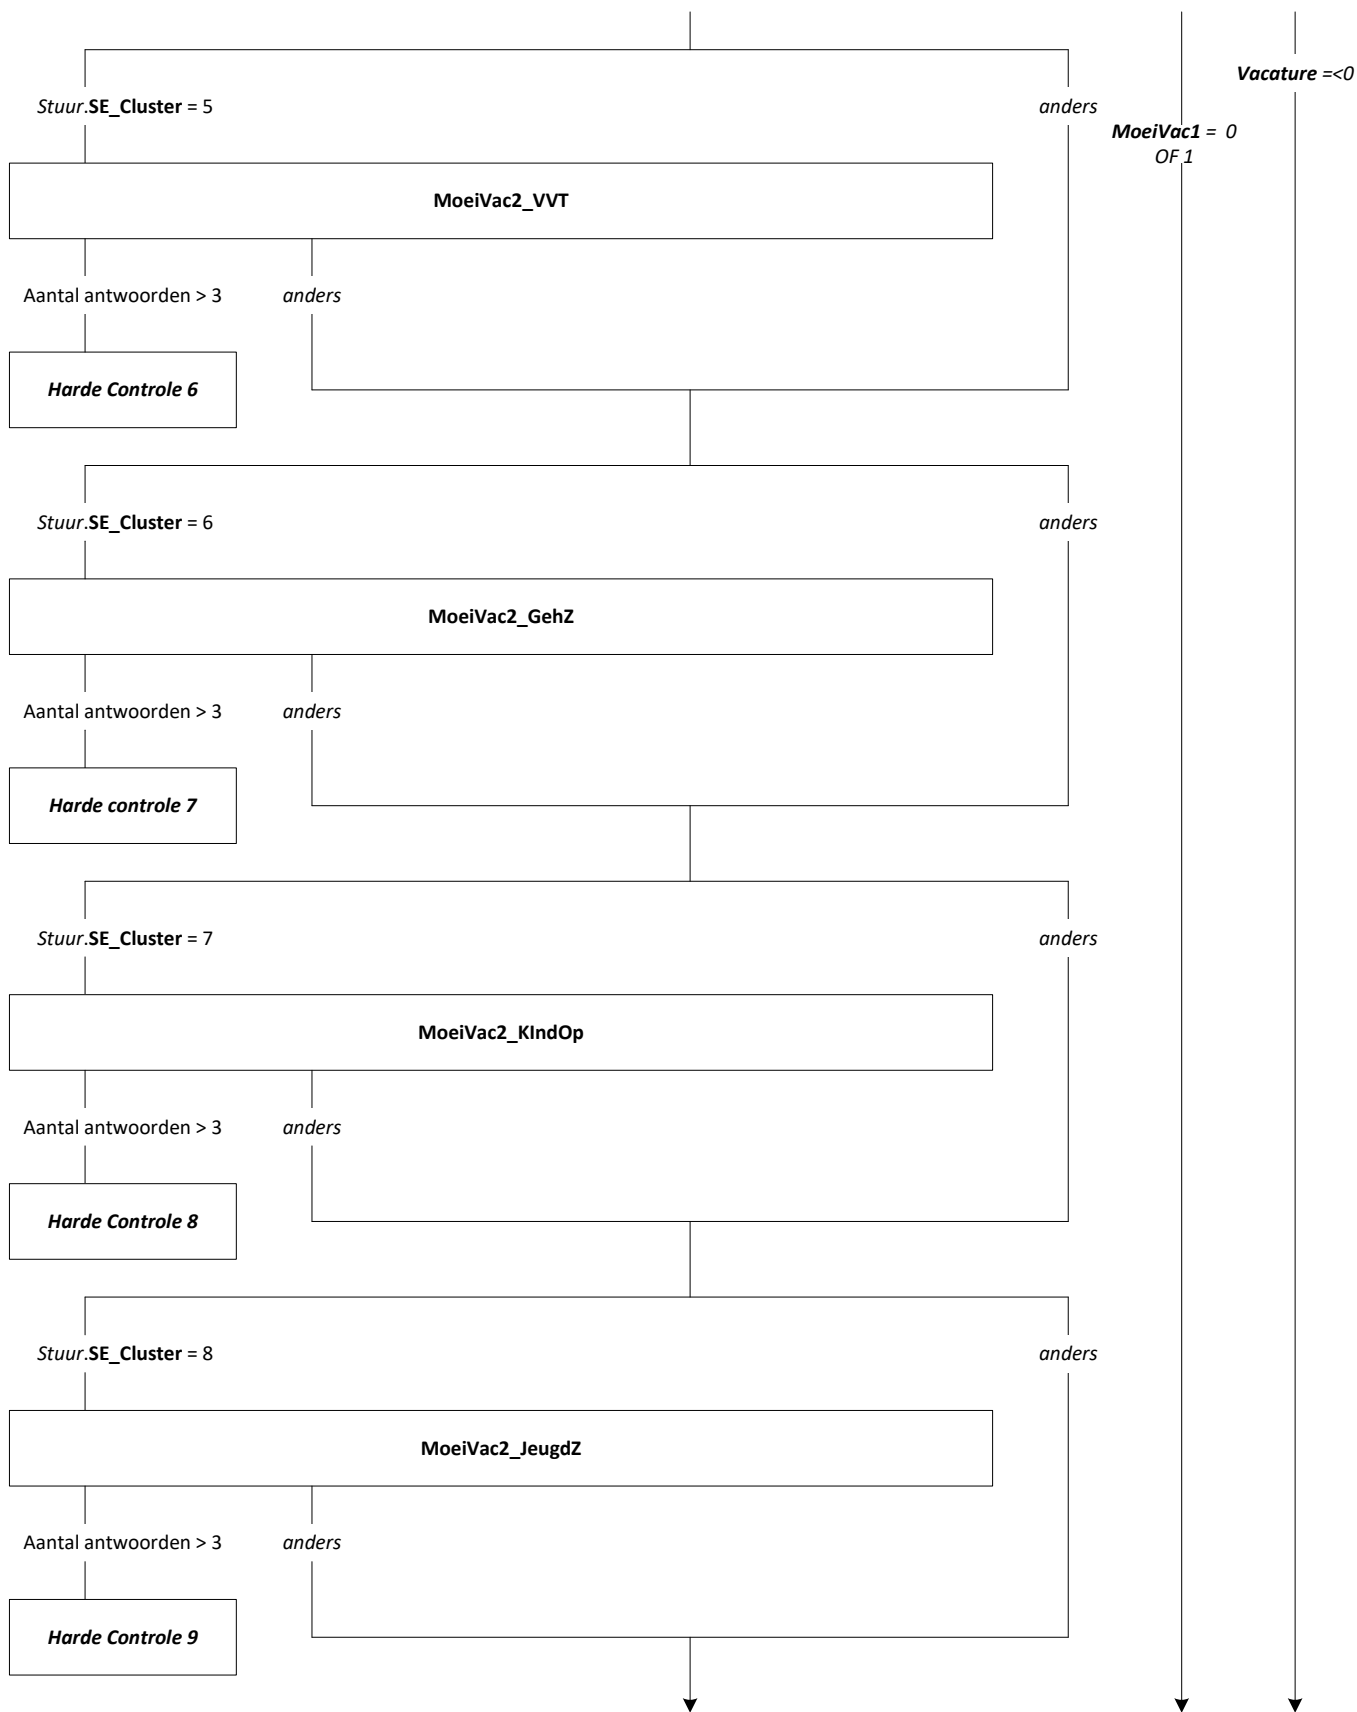 Vacature =<0
Stuur.SE_Cluster = 5
anders
MoeiVac1 = 0
OF 1
MoeiVac2_VVT
Aantal antwoorden > 3
anders
Harde Controle 6
Stuur.SE_Cluster = 6
anders
MoeiVac2_GehZ
Aantal antwoorden > 3
anders
Harde controle 7
Stuur.SE_Cluster = 7
anders
MoeiVac2_KIndOp
Aantal antwoorden > 3
anders
Harde Controle 8
Stuur.SE_Cluster = 8
anders
MoeiVac2_JeugdZ
Aantal antwoorden > 3
anders
Harde Controle 9